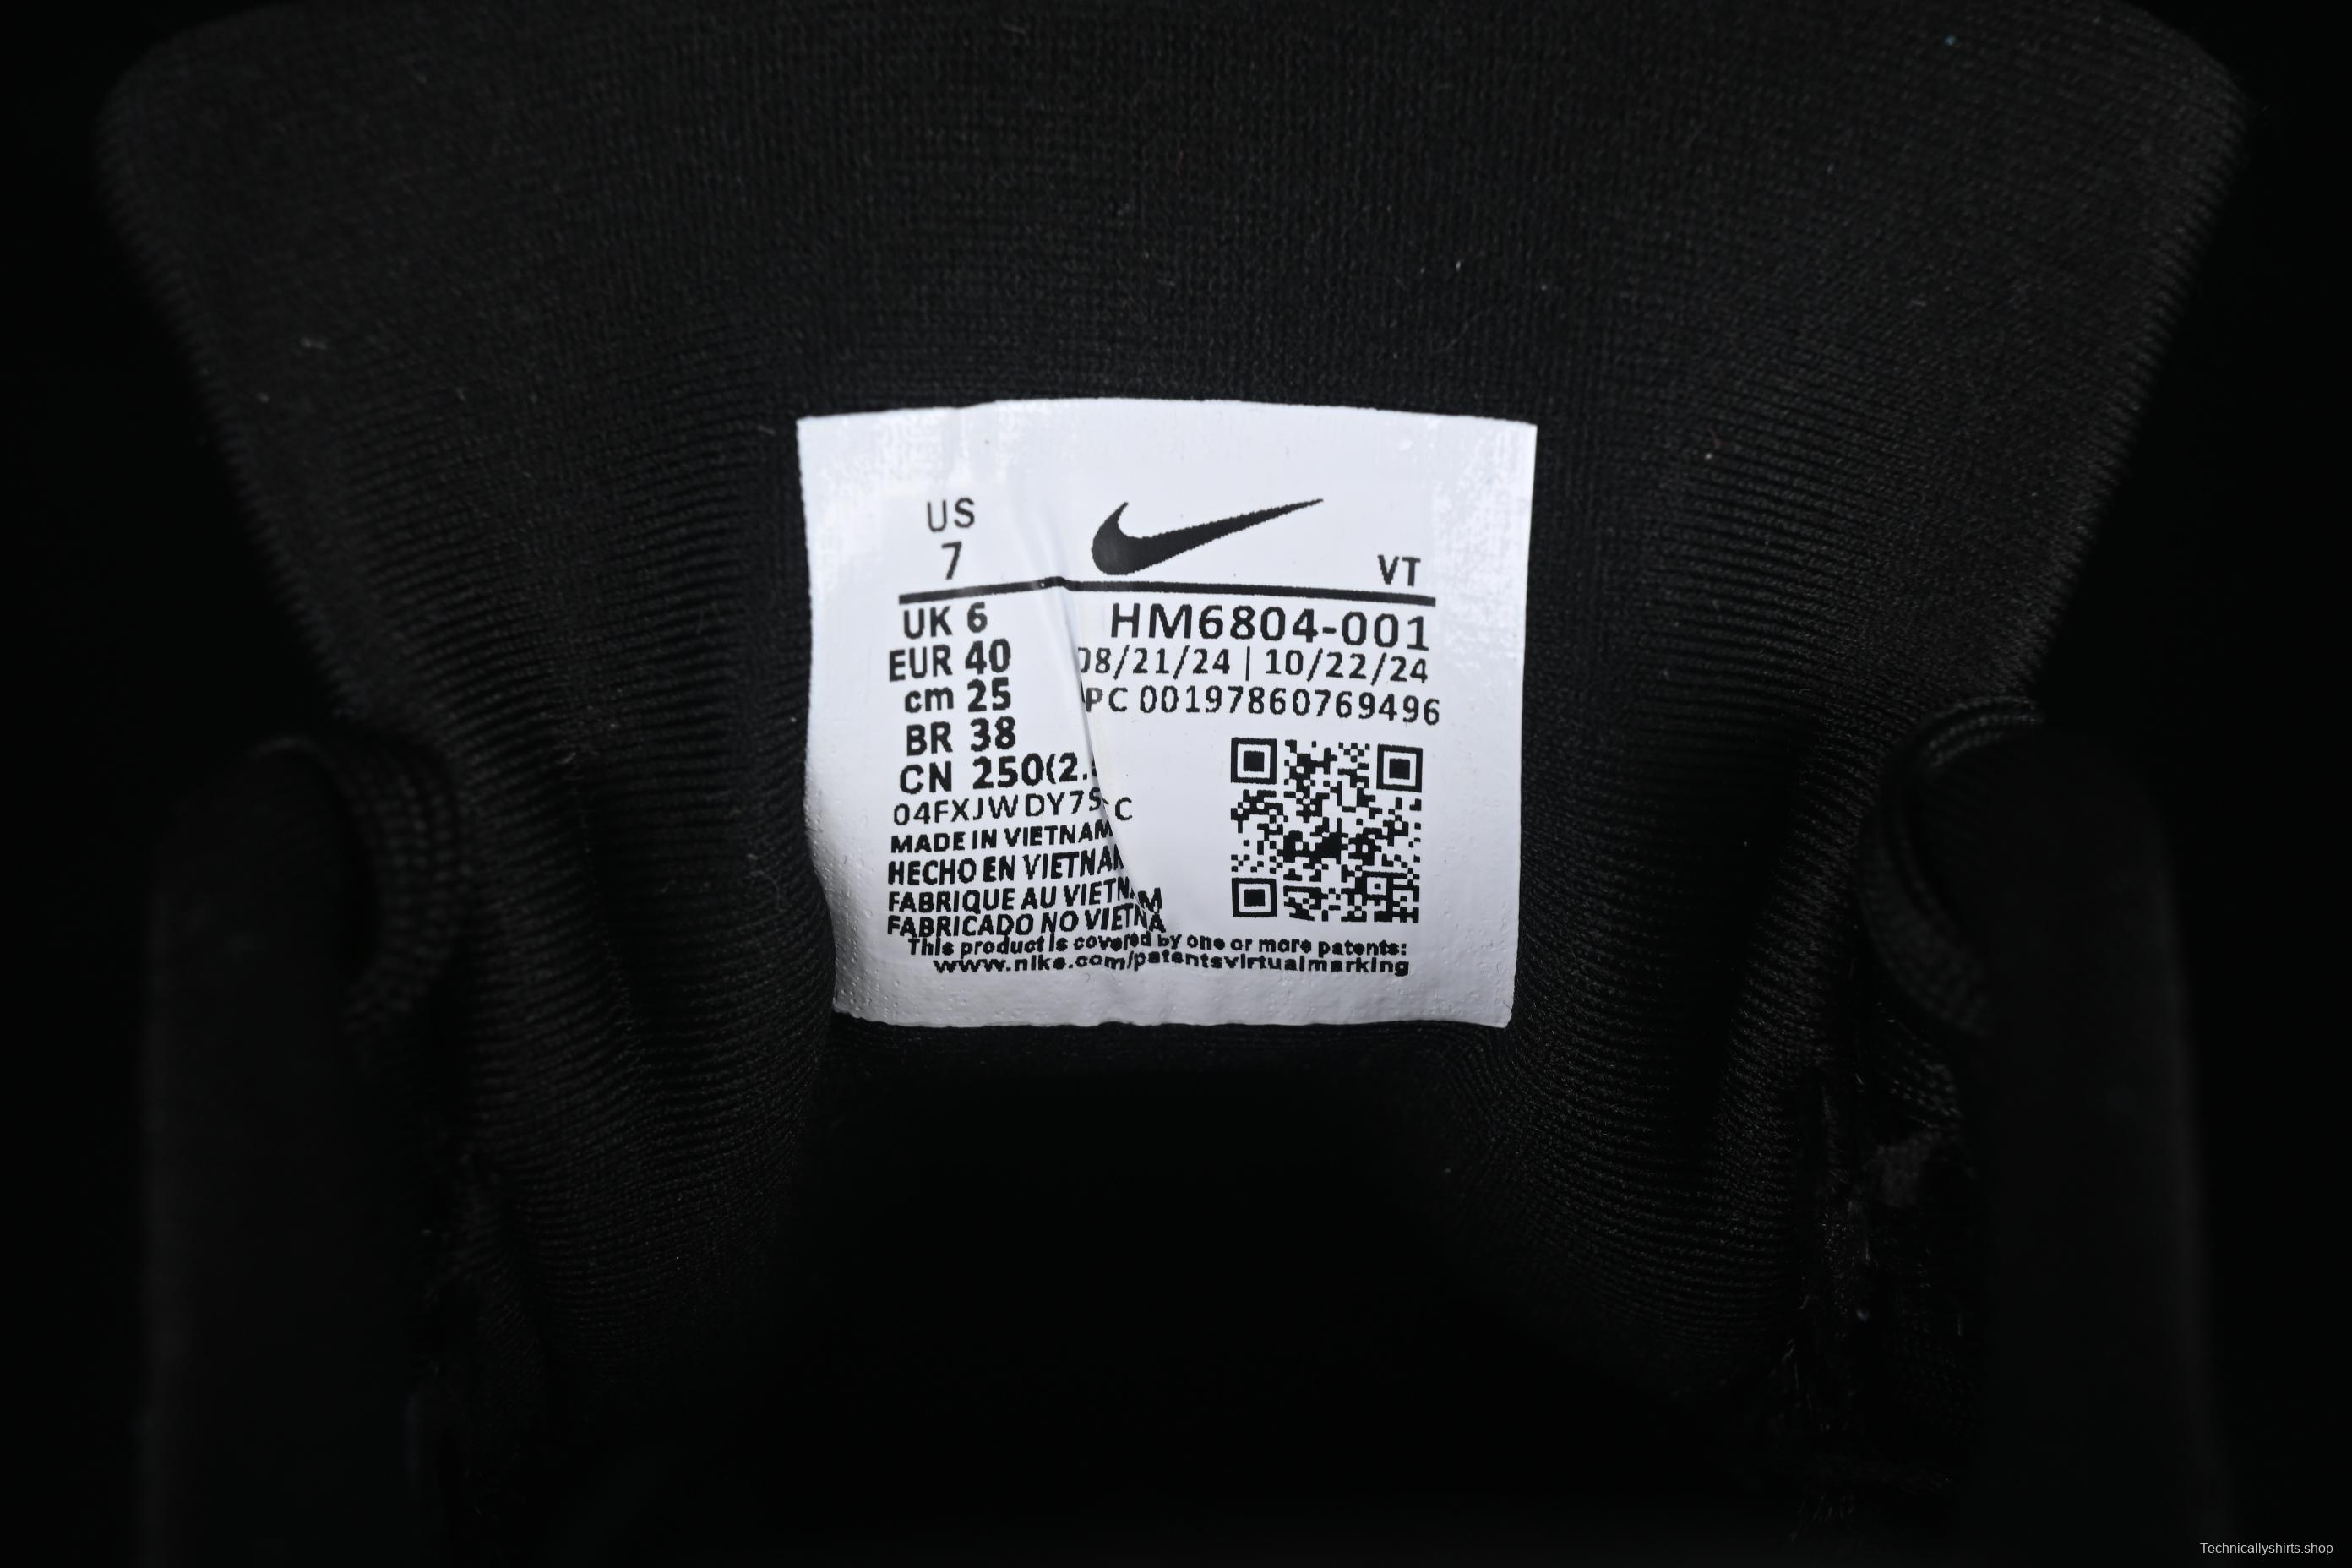 US
7
VT
UK 6
HM6804-001
EUR 40
08/21/24 | 10/22/24
cm 25
PC 00197860769496
BR 38
CN 250(2.
04FXJWDY7S C
MADE IN VIETNAM
HECHO EN VIETNAM
FABRIQUE AU VIETNAM
FABRICADO NO VIETNA
This product is covered by one or more patents:
www.nike.com/patentsvirtualmarking
Technicallyshirts.shop